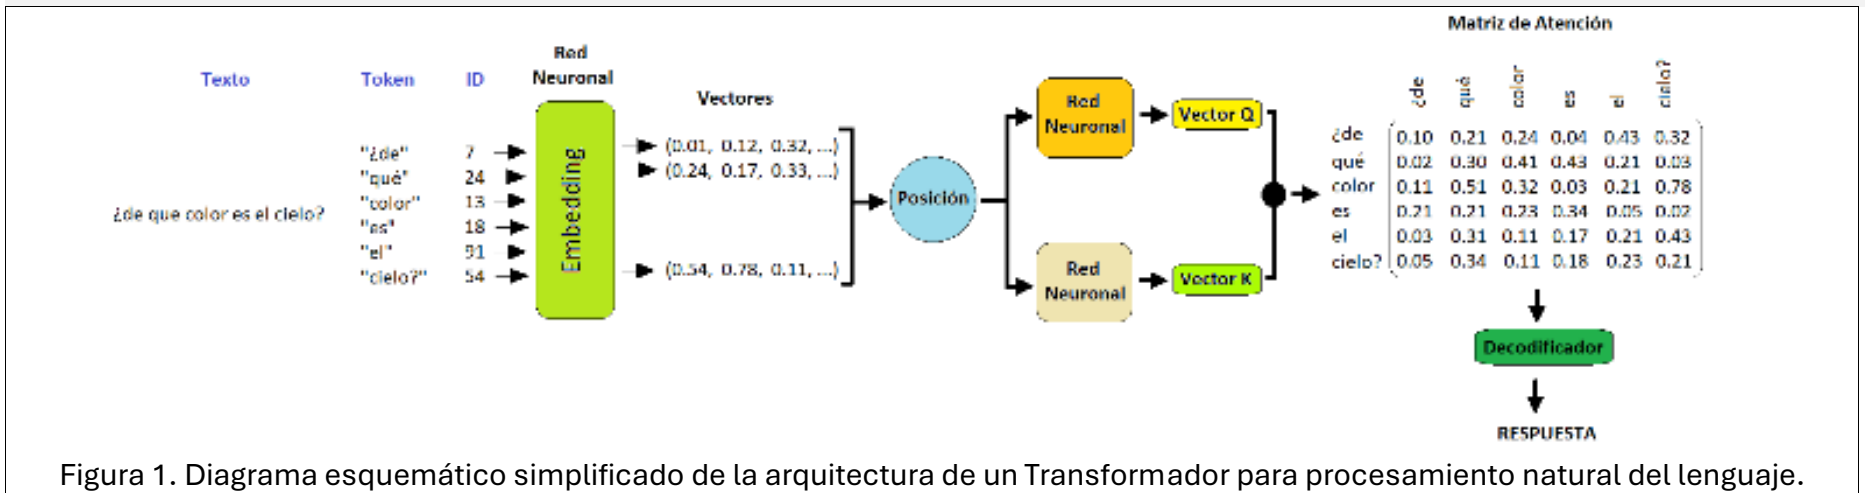 Texto
Token
ID
Red
Neuronal
Vectores
¿de que color es el cielo?
"¿de" 7
"qué" 24
"color" 13
"es" 18
"el" 91
"cielo?" 54
Embedding
(0.01, 0.12, 0.32, ...)
(0.24, 0.17, 0.33, ...)
(0.54, 0.78, 0.11, ...)
Posición
Red
Neuronal
Vector Q
Red
Neuronal
Vector K
Matriz de Atención
¿de qué color es el cielo?
¿de 0.10 0.21 0.24 0.04 0.43 0.32
qué 0.02 0.30 0.41 0.43 0.21 0.03
color 0.11 0.51 0.32 0.03 0.21 0.78
es 0.21 0.21 0.23 0.34 0.05 0.02
el 0.03 0.31 0.11 0.17 0.21 0.43
cielo? 0.05 0.34 0.11 0.18 0.23 0.21
Decodificador
RESPUESTA
Figura 1. Diagrama esquemático simplificado de la arquitectura de un Transformador para procesamiento natural del lenguaje.